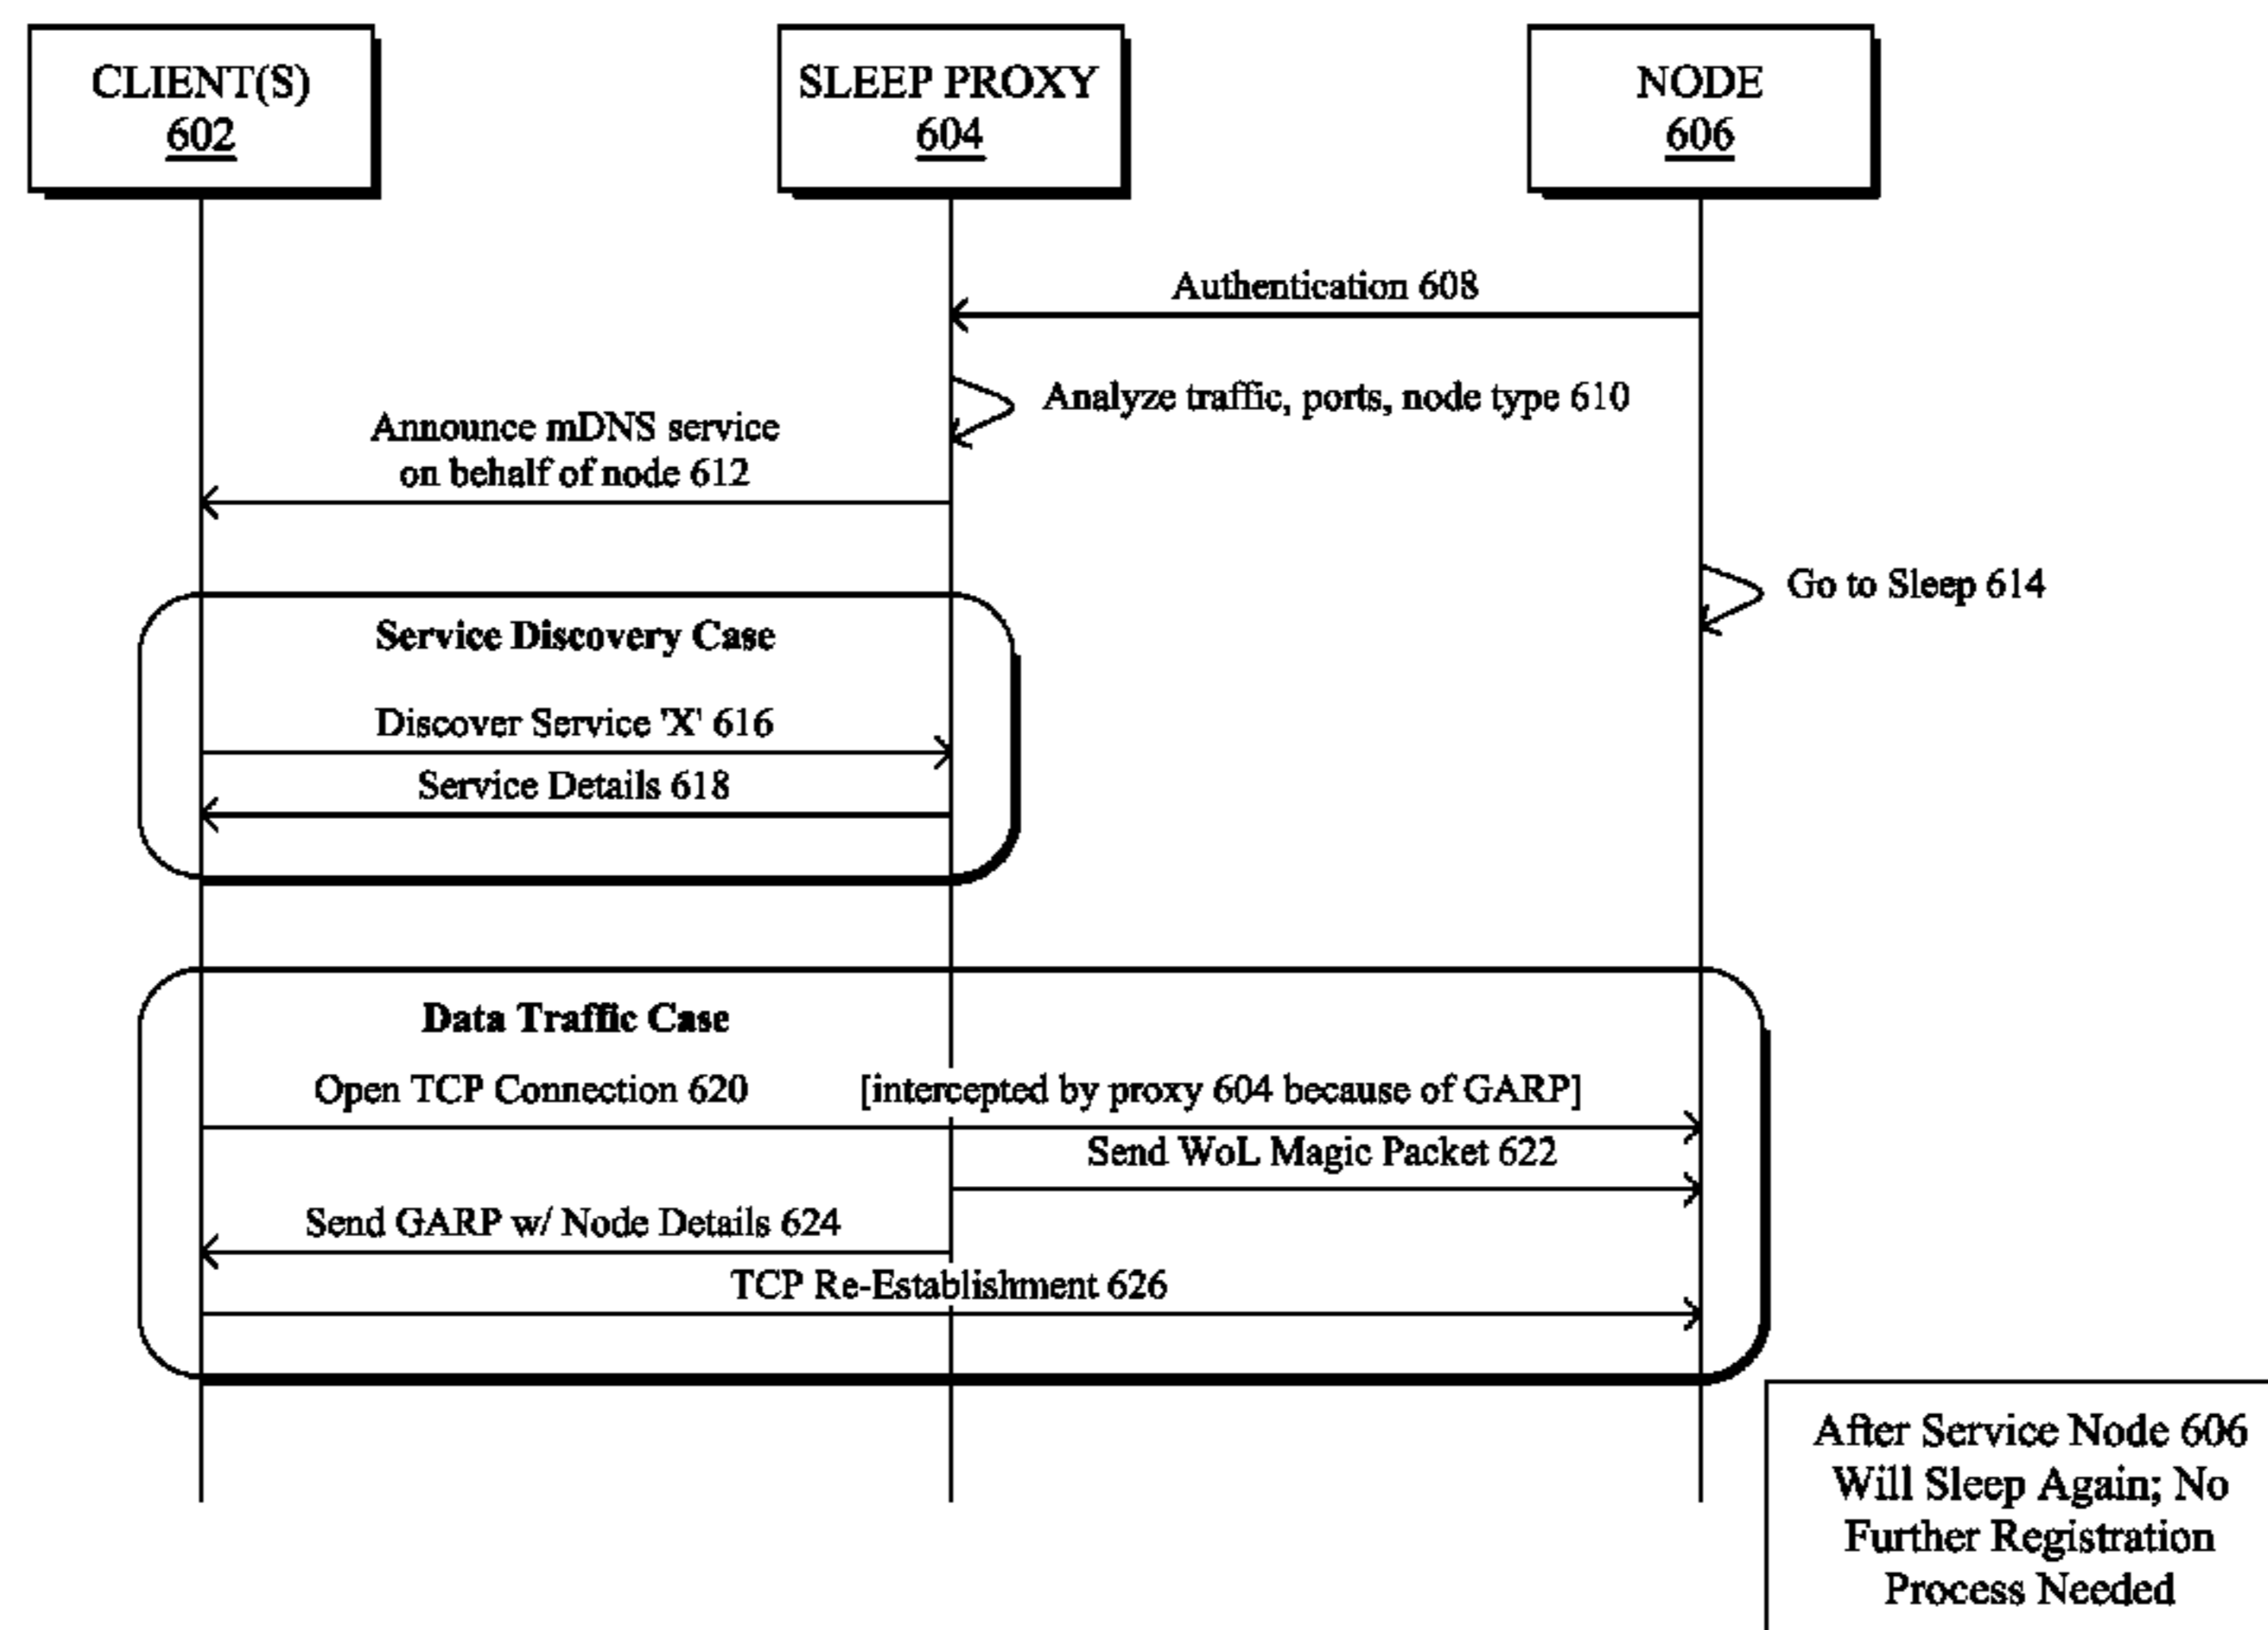 CLIENT(S)
602
SLEEP PROXY
604
NODE
606
Authentication 608
Analyze traffic, ports, node type 610
Announce mDNS service
on behalf of node 612
Go to Sleep 614
Service Discovery Case
Discover Service 'X' 616
Service Details 618
Data Traffic Case
Open TCP Connection 620
[intercepted by proxy 604 because of GARP]
Send WoL Magic Packet 622
Send GARP w/ Node Details 624
TCP Re-Establishment 626
After Service Node 606
Will Sleep Again; No
Further Registration
Process Needed